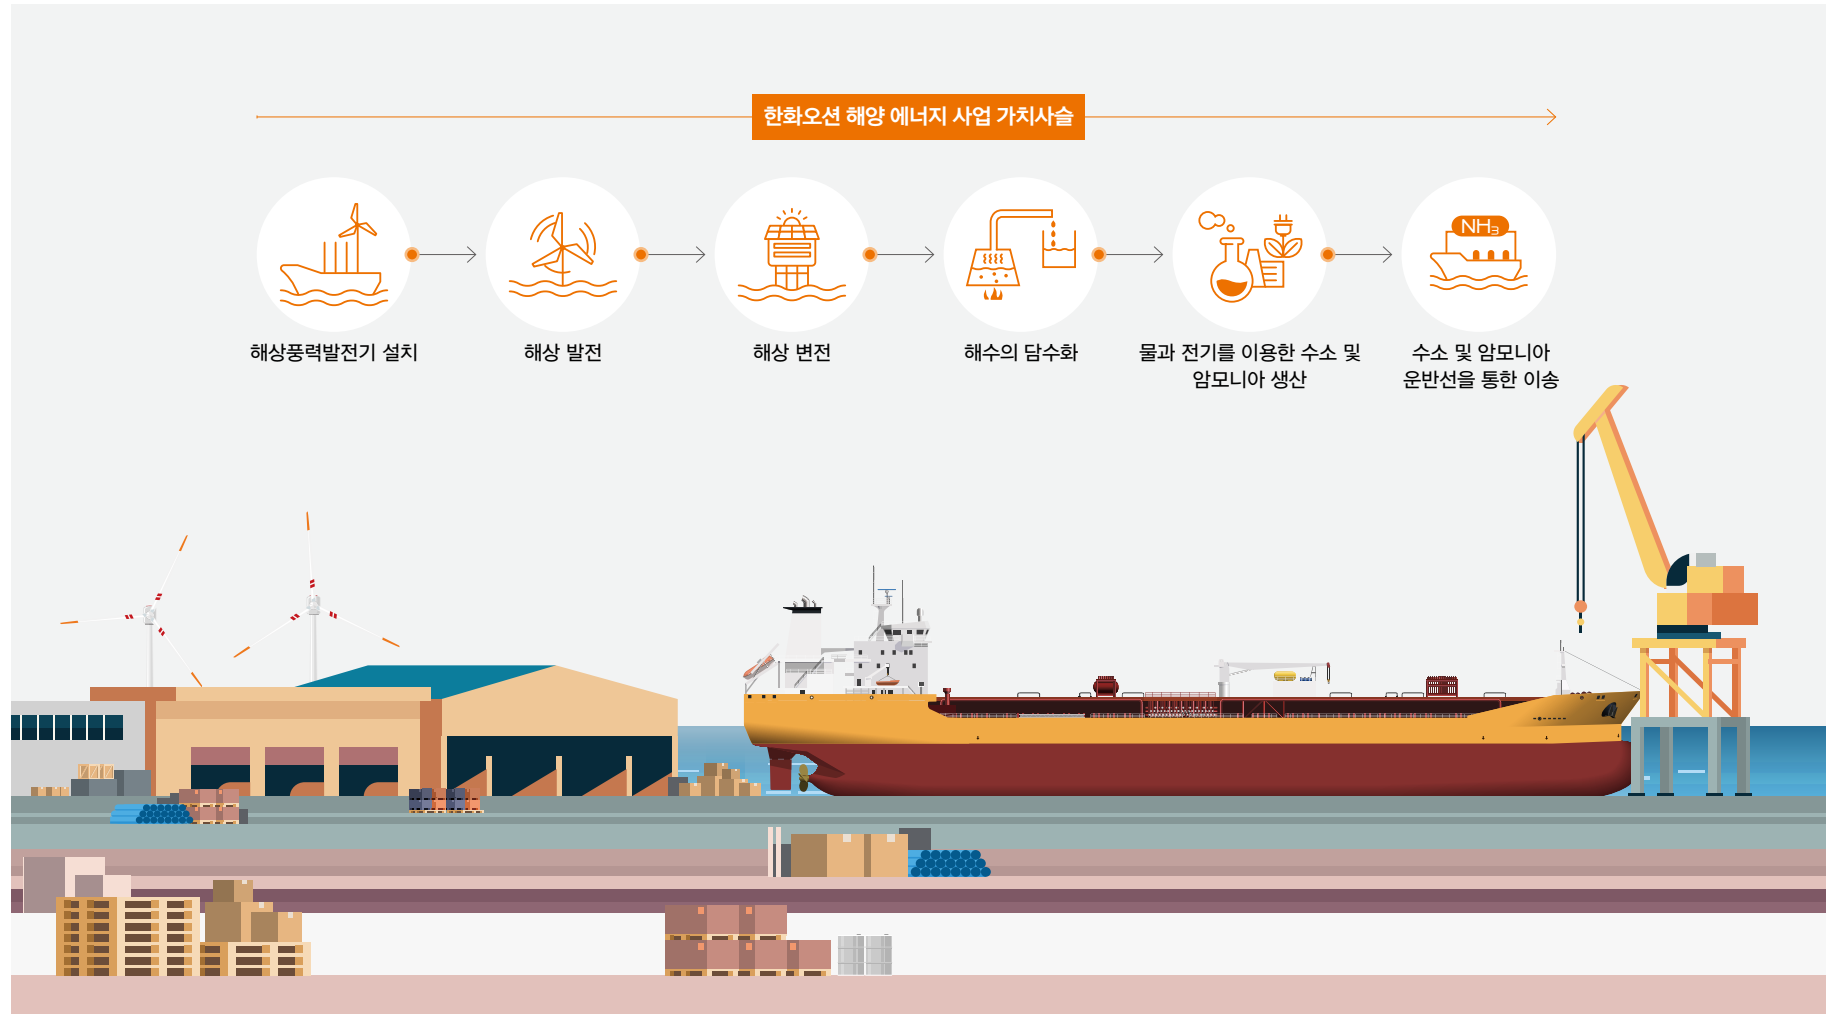 한화오션 해양 에너지 사업 가치사슬
NH₃
해상풍력발전기 설치
해상 발전
해상 변전
해수의 담수화
물과 전기를 이용한 수소 및
암모니아 생산
수소 및 암모니아
운반선을 통한 이송